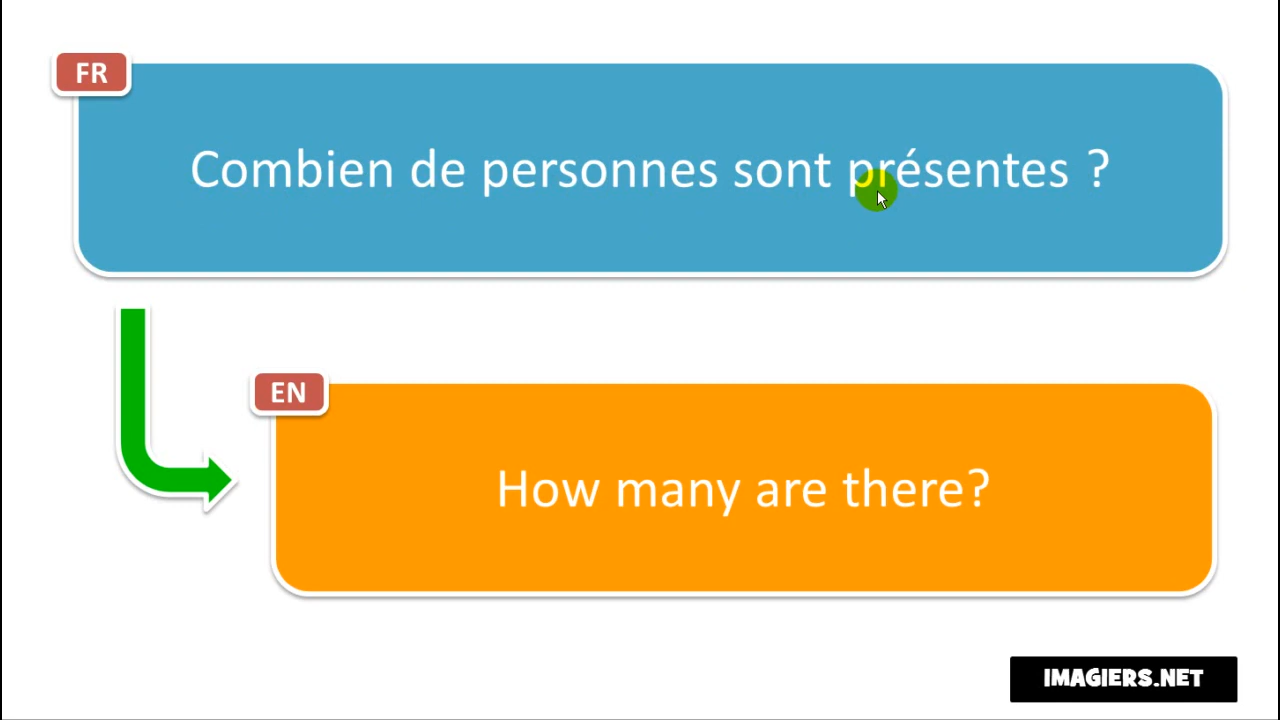 FR
Combien de personnes sont présentes ?
EN
How many are there?
IMAGIERS.NET